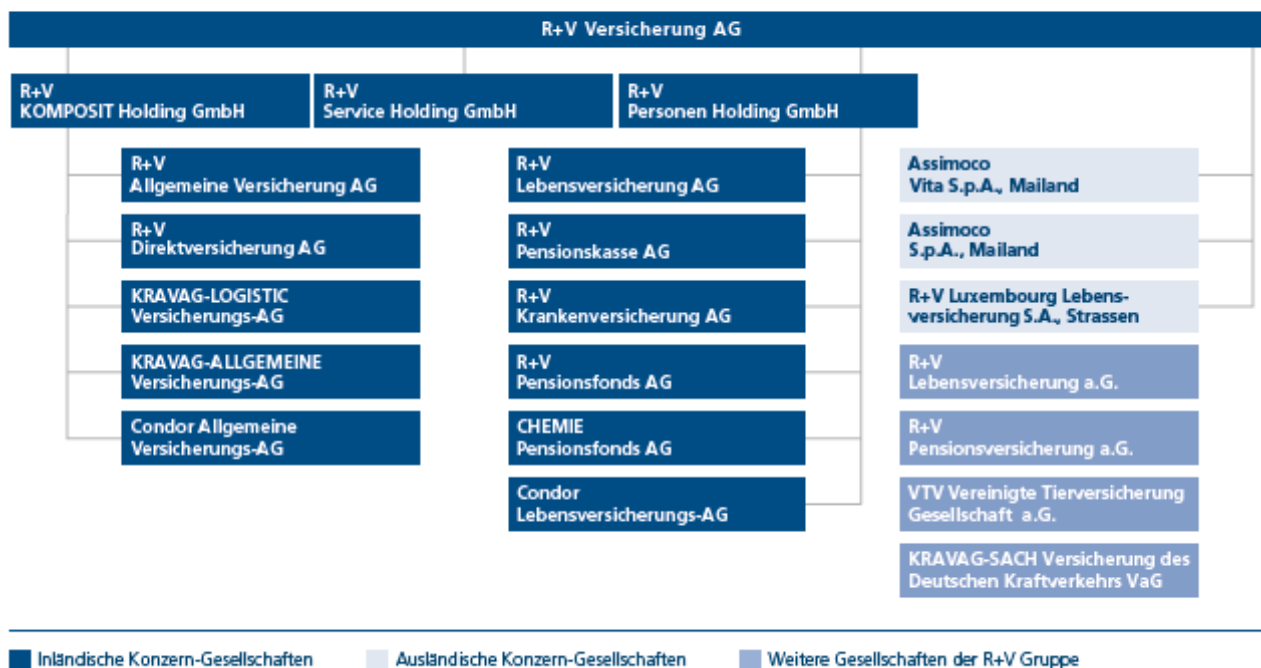 R+V Versicherung AG
R+V
KOMPOSIT Holding GmbH
R+V
Service Holding GmbH
R+V
Personen Holding GmbH
R+V
Allgemeine Versicherung AG
R+V
Direktversicherung AG
KRAVAG-LOGISTIC
Versicherungs-AG
KRAVAG-ALLGEMEINE
Versicherungs-AG
Condor Allgemeine
Versicherungs-AG
R+V
Lebensversicherung AG
R+V
Pensionskasse AG
R+V
Krankenversicherung AG
R+V
Pensionsfonds AG
CHEMIE
Pensionsfonds AG
Condor
Lebensversicherungs-AG
Assimoco
Vita S.p.A., Mailand
Assimoco
S.p.A., Mailand
R+V Luxembourg Lebens-
versicherung S.A., Strassen
R+V
Lebensversicherung a.G.
R+V
Pensionsversicherung a.G.
VTV Vereinigte Tierversicherung
Gesellschaft a.G.
KRAVAG-SACH Versicherung des
Deutschen Kraftverkehrs VaG
Inländische Konzern-Gesellschaften
Ausländische Konzern-Gesellschaften
Weitere Gesellschaften der R+V Gruppe